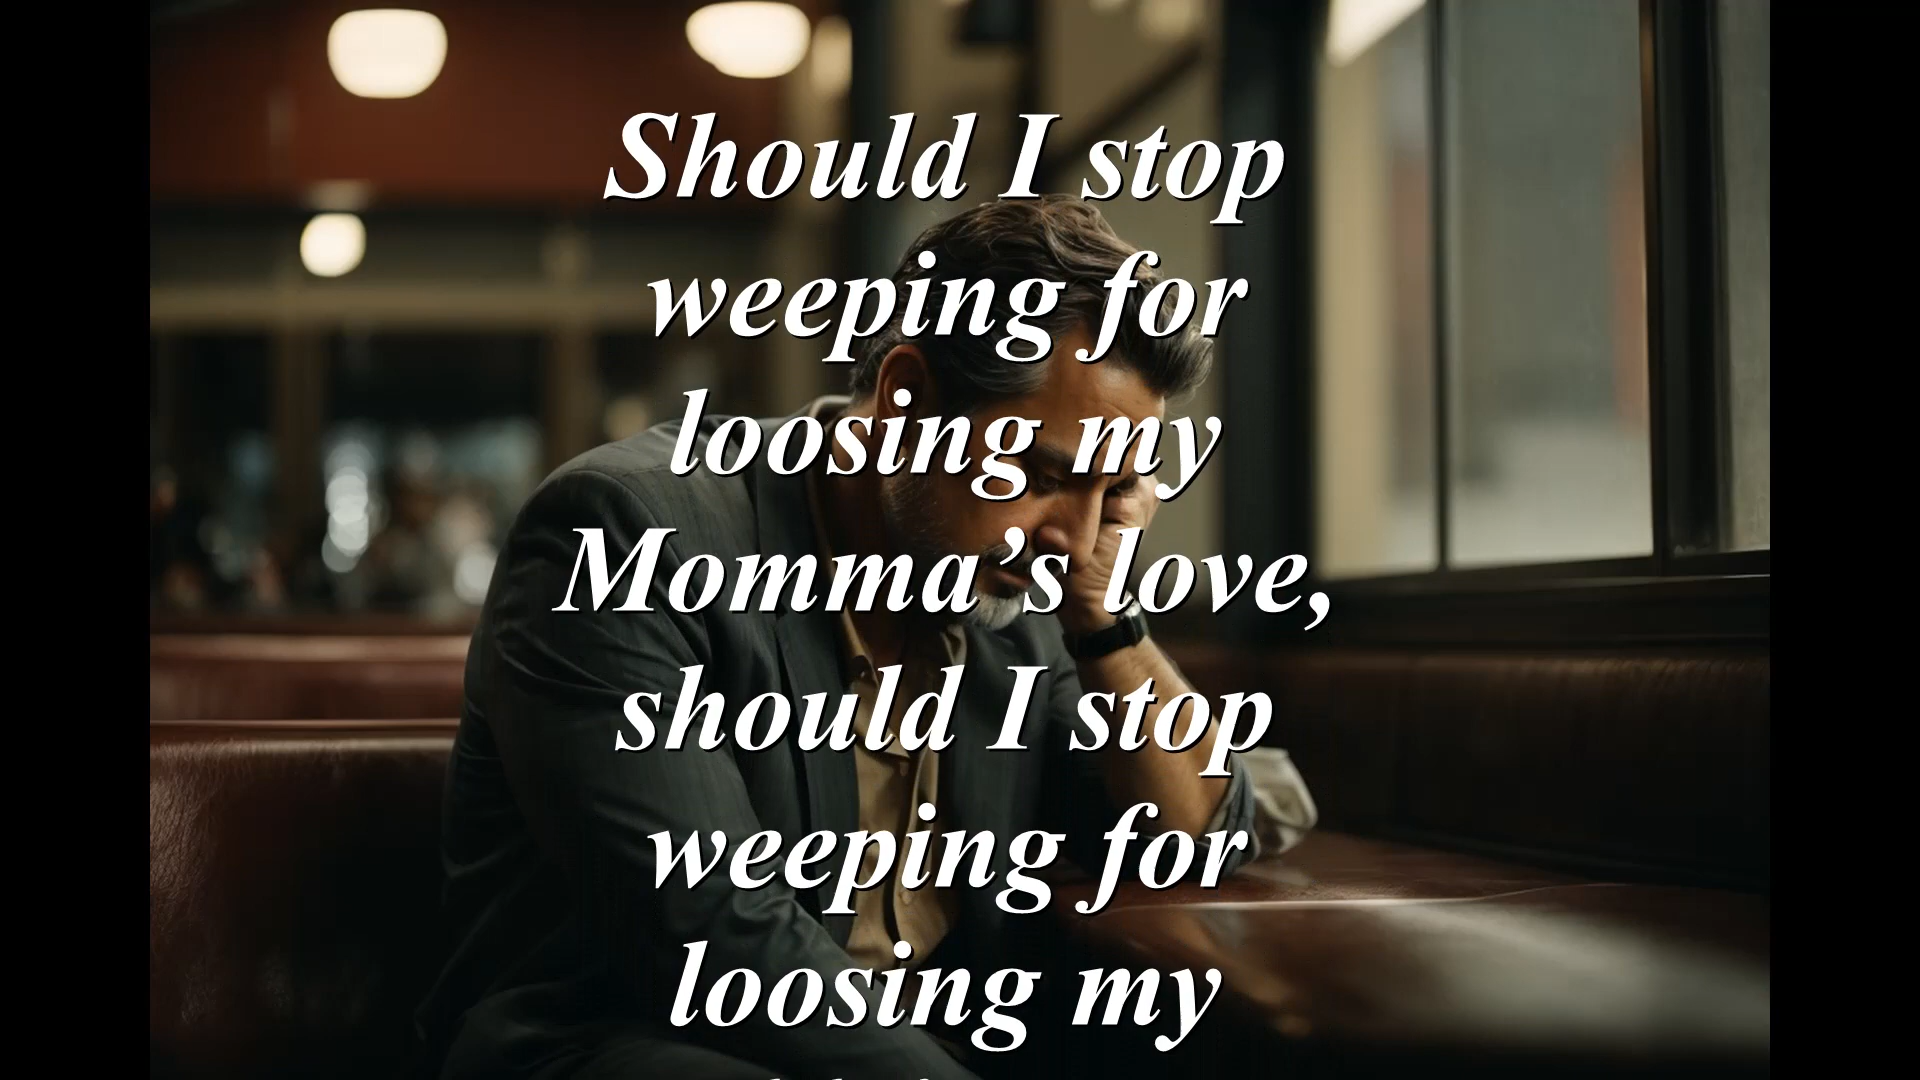 Should I stop
weeping for
loosing my
Momma’s love,
should I stop
weeping for
loosing my